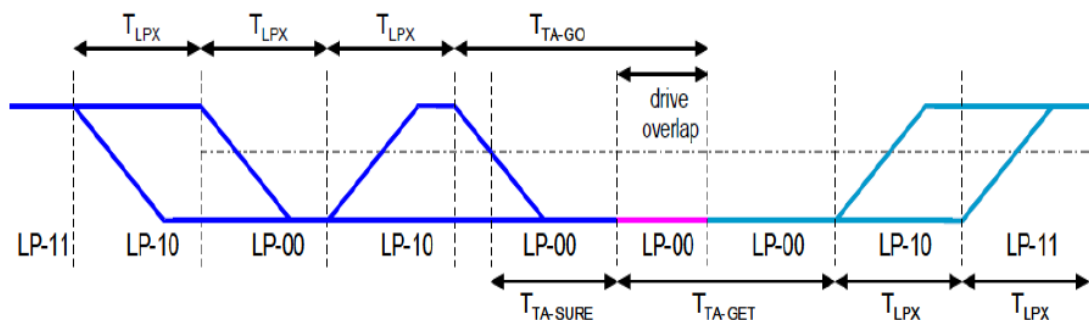 TLPX TLPX TLPX TTA-GO
drive
overlap
LP-11 LP-10 LP-00 LP-10 LP-00 LP-00 LP-00 LP-10 LP-11
TTA-SURE TTA-GET TLPX TLPX